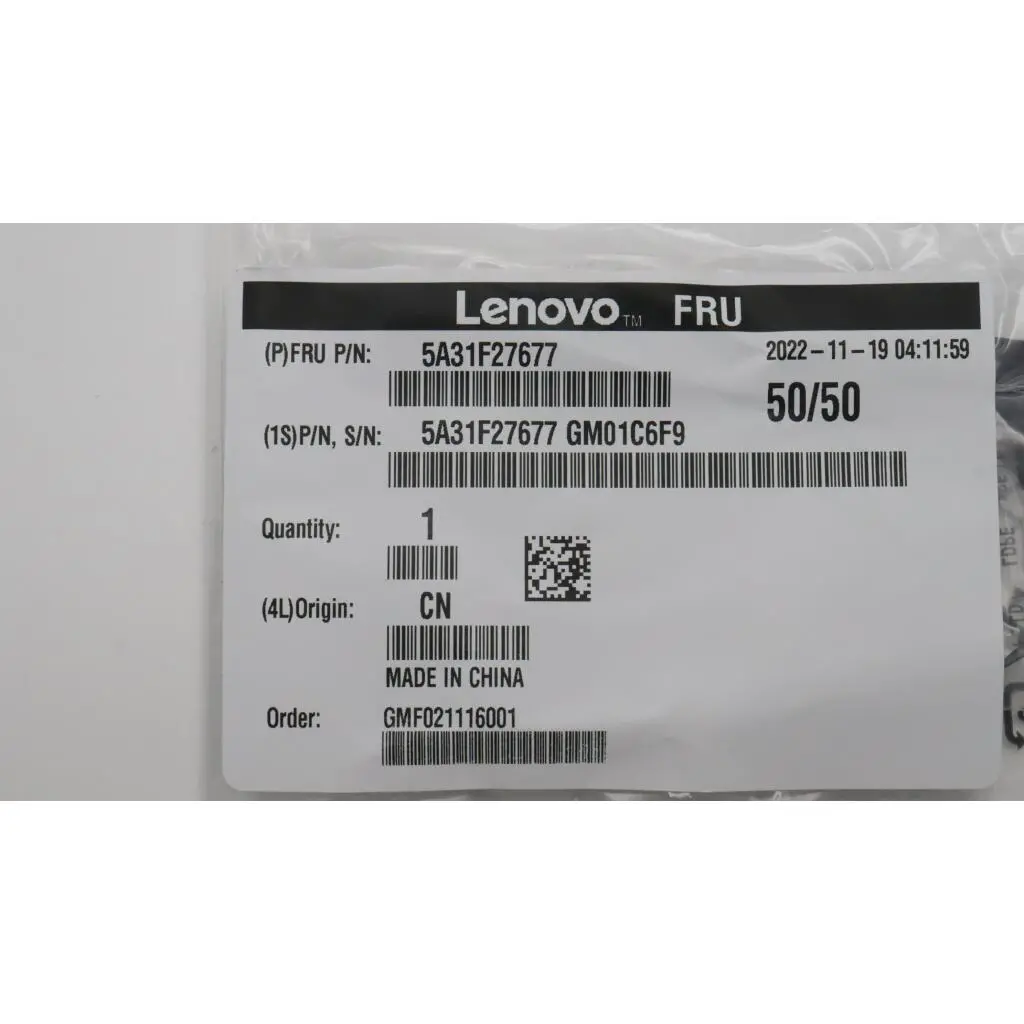 Lenovo™ FRU
(P)FRU P/N: 5A31F27677 2022-11-19 04:11:59
50/50
(1S)P/N, S/N: 5A31F27677 GM01C6F9
Quantity: 1
(4L)Origin: CN
MADE IN CHINA
Order: GMF021116001